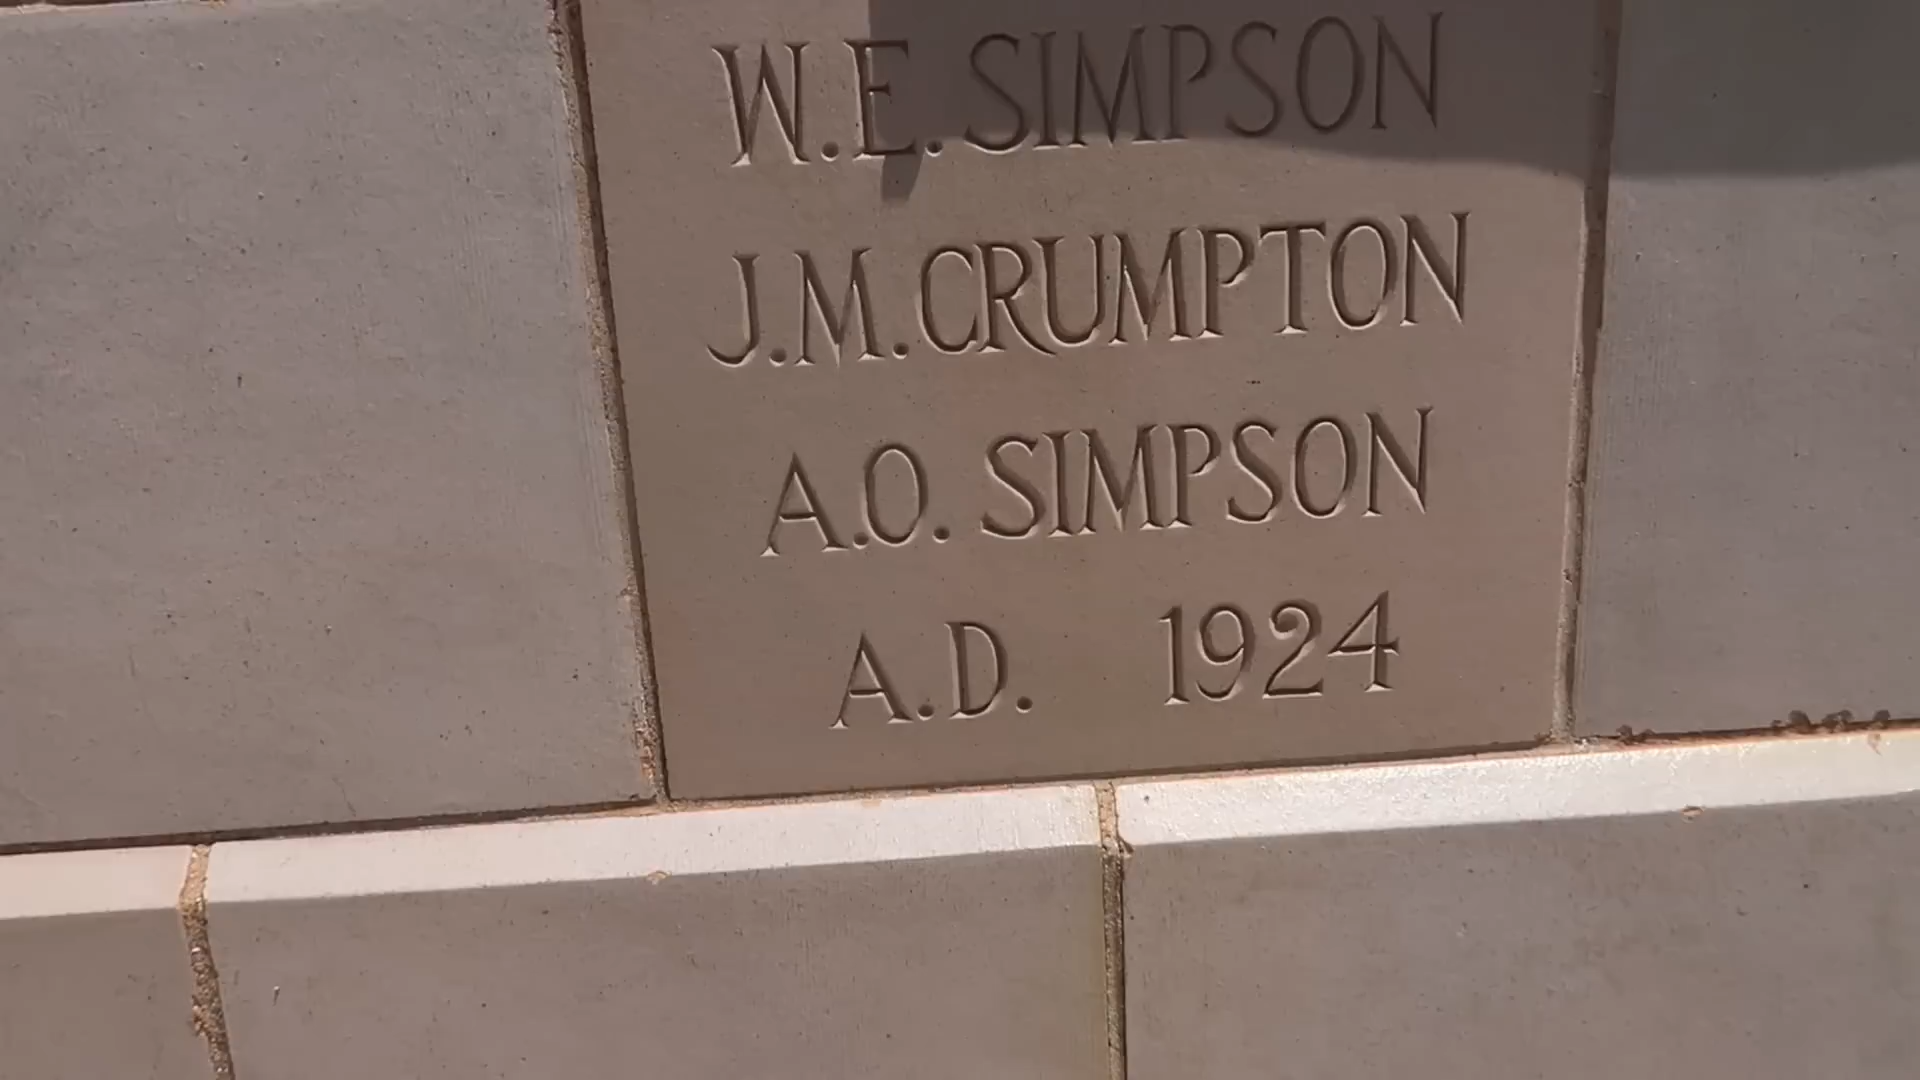 W.E. SIMPSON
J.M. CRUMPTON
A.O. SIMPSON
A.D. 1924